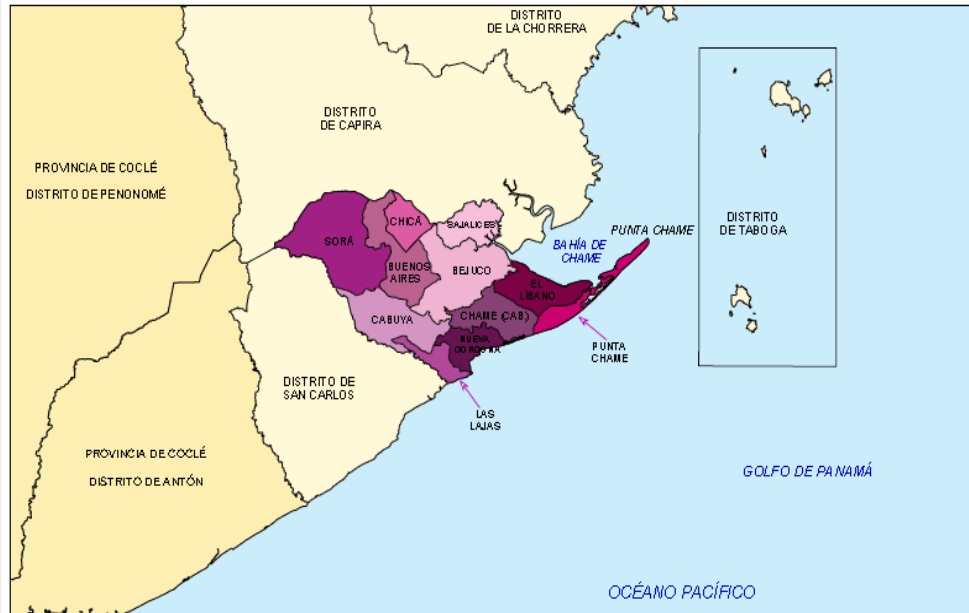 DISTRITO
DE LA CHORRERA
DISTRITO
DE CAPIRA
PROVINCIA DE COCLÉ
DISTRITO DE PENONOMÉ
DISTRITO
DE TABOGA
CHICÁ
SAJALICES
PUNTA CHAME
SORÁ
BAHÍA DE
CHAME
BUENOS
AIRES
BEJUCO
EL
LÍBANO
CABUYA
CHAME (CAB.)
NUEVA
GORGONA
PUNTA
CHAME
DISTRITO DE
SAN CARLOS
LAS
LAJAS
PROVINCIA DE COCLÉ
DISTRITO DE ANTÓN
GOLFO DE PANAMÁ
OCÉANO PACÍFICO